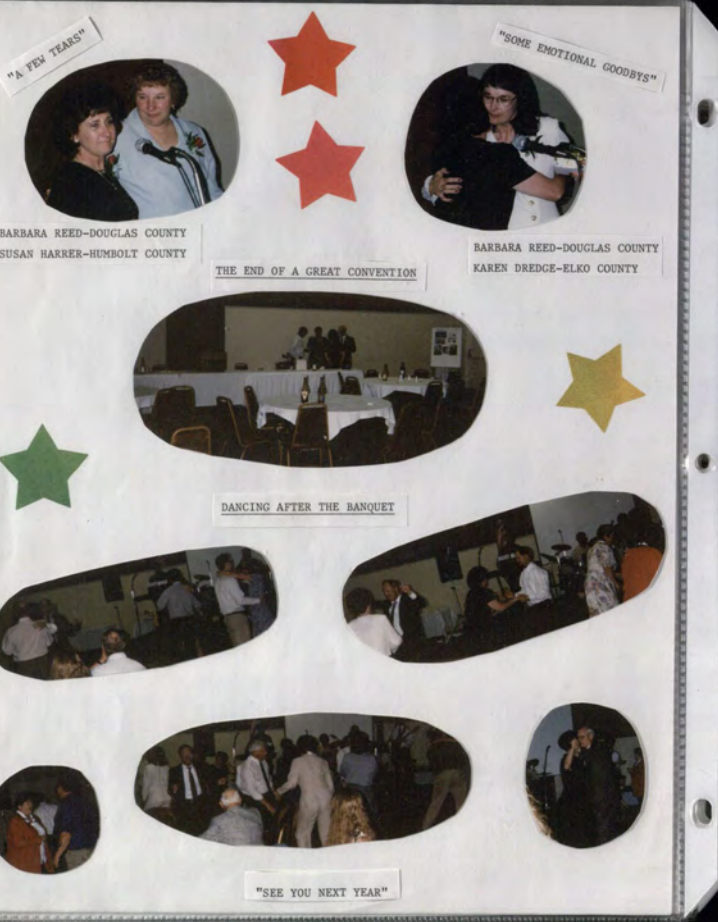 "A FEW TEARS"
"SOME EMOTIONAL GOODBYS"
BARBARA REED-DOUGLAS COUNTY
SUSAN HARRER-HUMBOLT COUNTY
BARBARA REED-DOUGLAS COUNTY
KAREN DREDGE-ELKO COUNTY
THE END OF A GREAT CONVENTION
DANCING AFTER THE BANQUET
"SEE YOU NEXT YEAR"